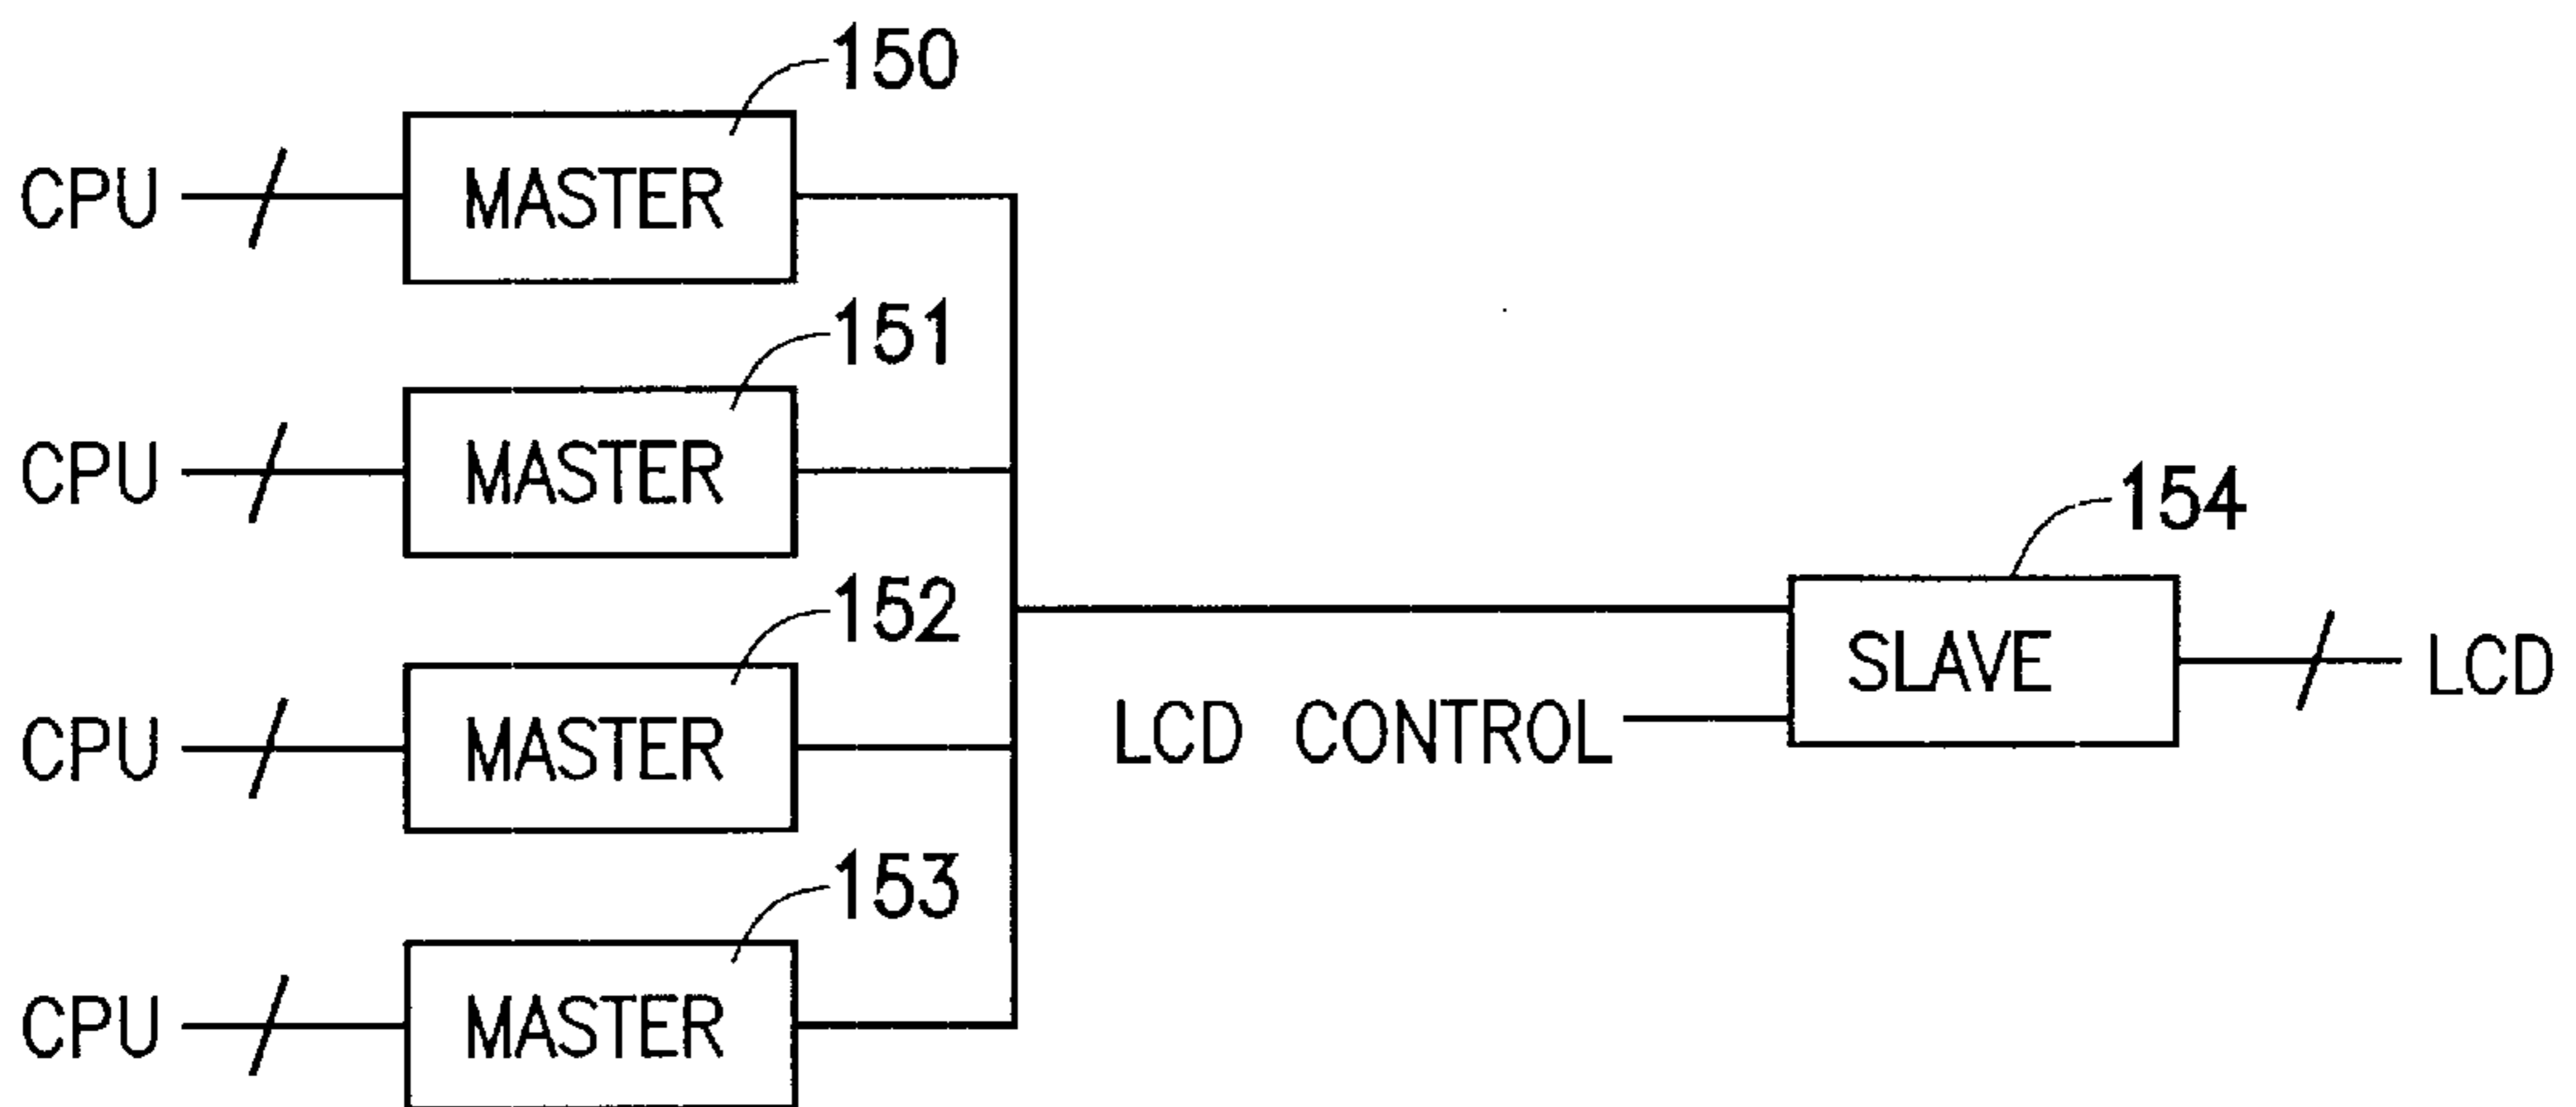 150
CPU MASTER
151
CPU MASTER
154
152
SLAVE LCD
CPU MASTER LCD CONTROL
153
CPU MASTER